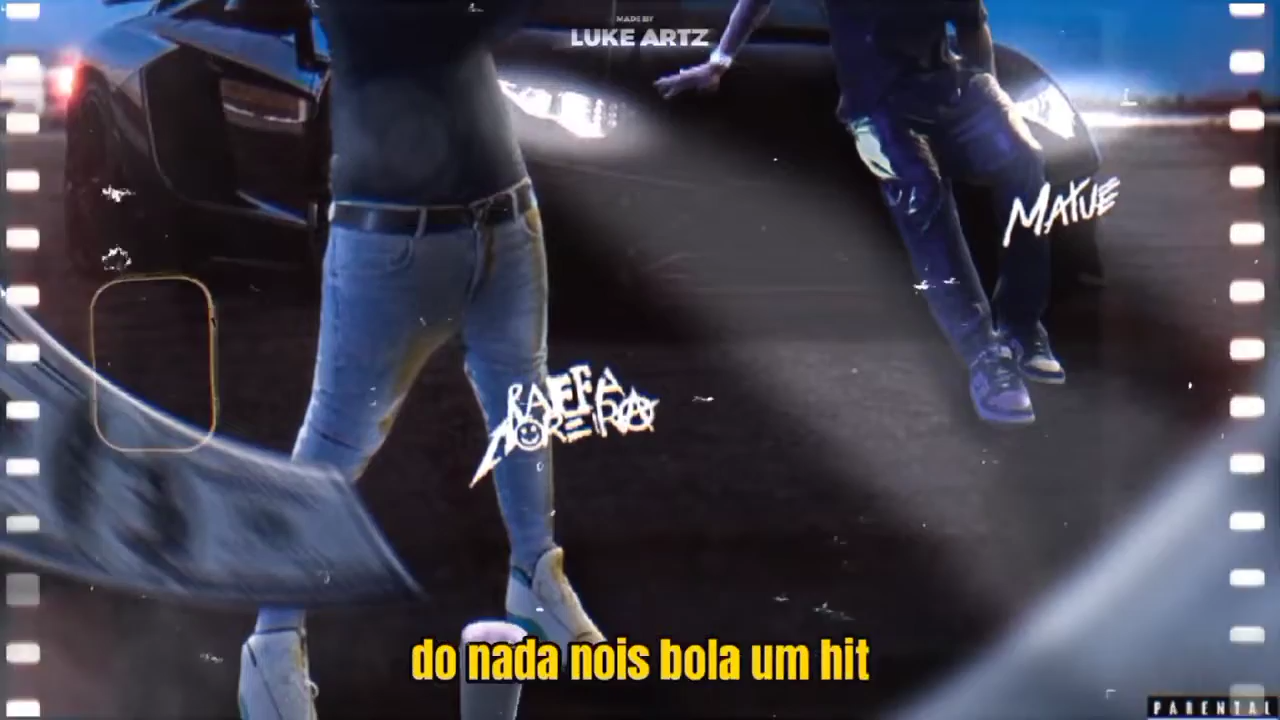 MADE BY
LUKE ARTZ
MATUE
RAFFA
MOREIRA
do nada nois bola um hit
PARENTAL